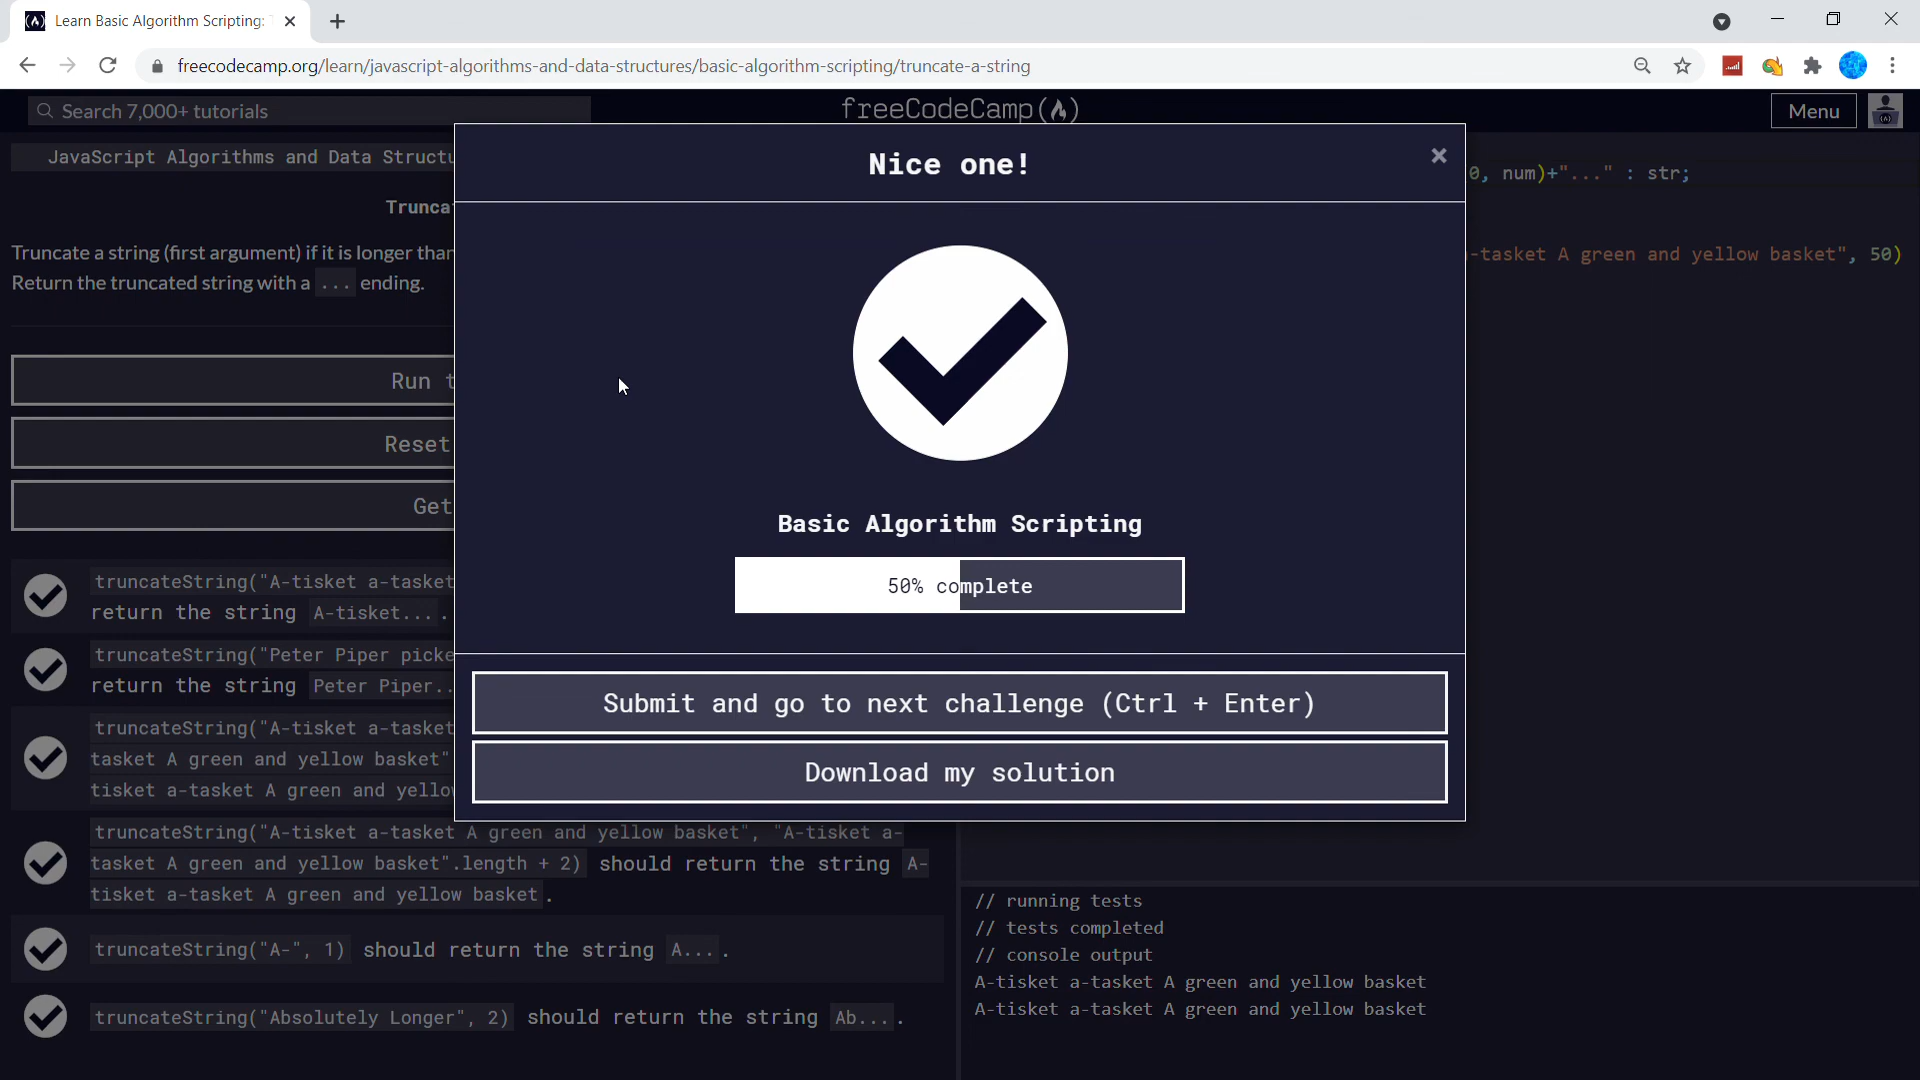 Learn Basic Algorithm Scripting:
freecodecamp.org/learn/javascript-algorithms-and-data-structures/basic-algorithm-scripting/truncate-a-string
Search 7,000+ tutorials
freeCodeCamp(🔥)
Menu
JavaScript Algorithms and Data Structu
Nice one!
0, num)+"..." : str;
Trunca
Truncate a string (first argument) if it is longer than
Return the truncated string with a ... ending.
-tasket A green and yellow basket", 50)
Run t
Reset
Get
Basic Algorithm Scripting
50% complete
Submit and go to next challenge (Ctrl + Enter)
Download my solution
truncateString("A-tisket a-tasket
return the string A-tisket... .
truncateString("Peter Piper picke
return the string Peter Piper..
truncateString("A-tisket a-tasket
tasket A green and yellow basket"
tisket a-tasket A green and yello
truncateString("A-tisket a-tasket A green and yellow basket", "A-tisket a-
tasket A green and yellow basket".length + 2) should return the string A-
tisket a-tasket A green and yellow basket .
truncateString("A-", 1) should return the string A... .
truncateString("Absolutely Longer", 2) should return the string Ab... .
// running tests
// tests completed
// console output
A-tisket a-tasket A green and yellow basket
A-tisket a-tasket A green and yellow basket